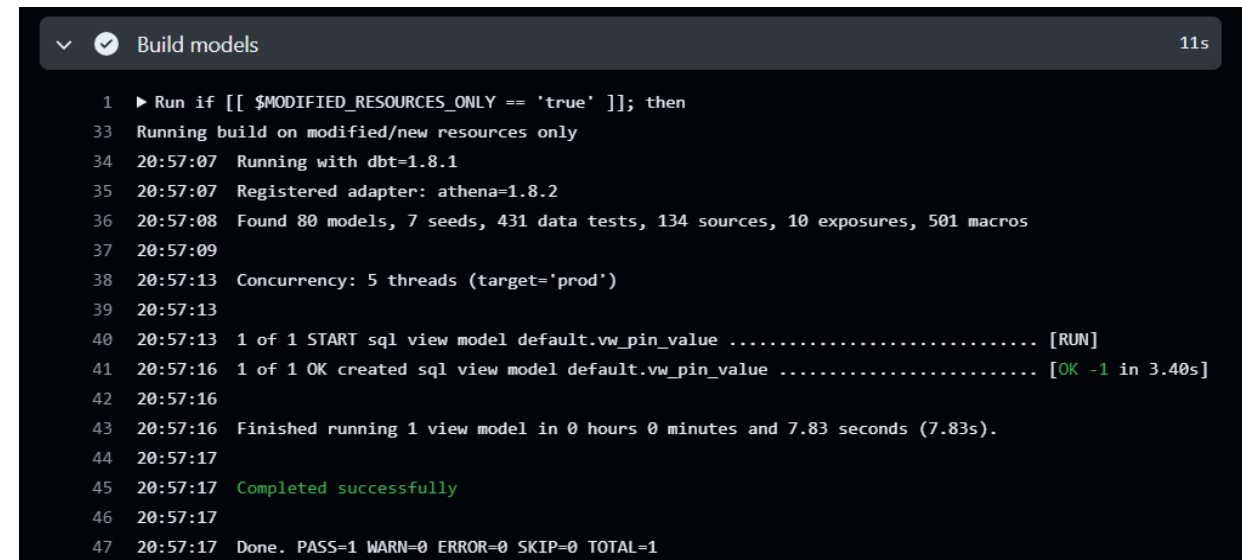 Build models 11s
1 ▶ Run if [[ $MODIFIED_RESOURCES_ONLY == 'true' ]]; then
33 Running build on modified/new resources only
34 20:57:07 Running with dbt=1.8.1
35 20:57:07 Registered adapter: athena=1.8.2
36 20:57:08 Found 80 models, 7 seeds, 431 data tests, 134 sources, 10 exposures, 501 macros
37 20:57:09
38 20:57:13 Concurrency: 5 threads (target='prod')
39 20:57:13
40 20:57:13 1 of 1 START sql view model default.vw_pin_value ............................... [RUN]
41 20:57:16 1 of 1 OK created sql view model default.vw_pin_value .......................... [OK -1 in 3.40s]
42 20:57:16
43 20:57:16 Finished running 1 view model in 0 hours 0 minutes and 7.83 seconds (7.83s).
44 20:57:17
45 20:57:17 Completed successfully
46 20:57:17
47 20:57:17 Done. PASS=1 WARN=0 ERROR=0 SKIP=0 TOTAL=1